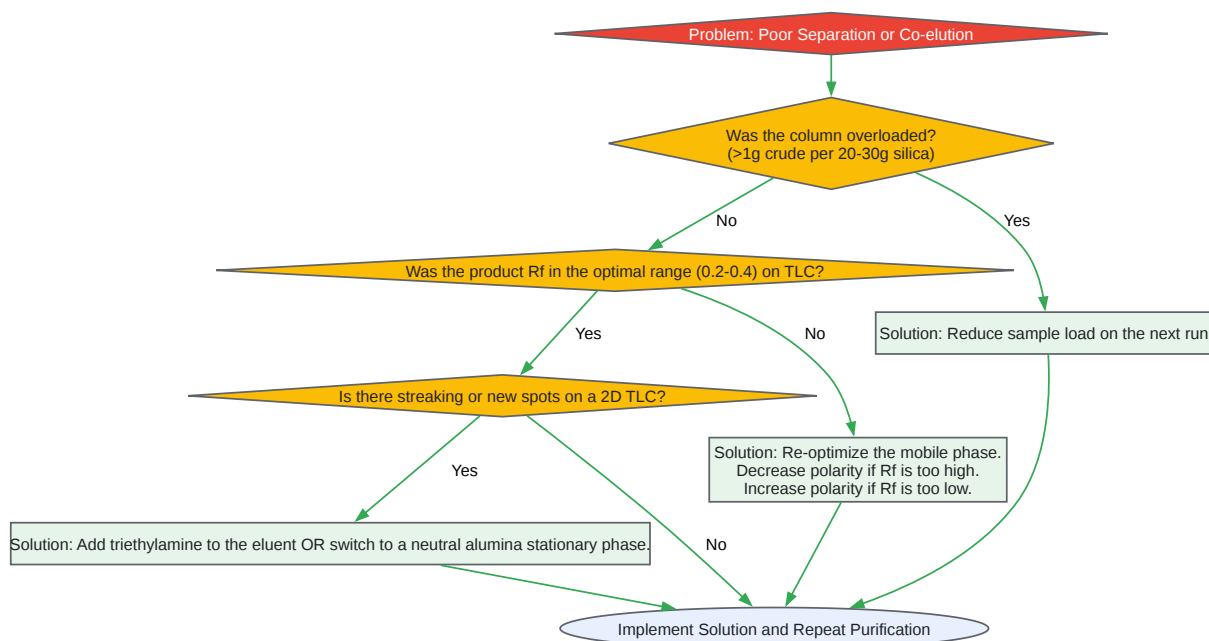 Problem: Poor Separation or Co-elution
Was the column overloaded?
(>1g crude per 20-30g silica)
No
Yes
Was the product Rf in the optimal range (0.2-0.4) on TLC?
Yes
No
Solution: Reduce sample load on the next run.
Is there streaking or new spots on a 2D TLC?
Solution: Re-optimize the mobile phase.
Decrease polarity if Rf is too high.
Increase polarity if Rf is too low.
Yes
No
Solution: Add triethylamine to the eluent OR switch to a neutral alumina stationary phase.
Implement Solution and Repeat Purification